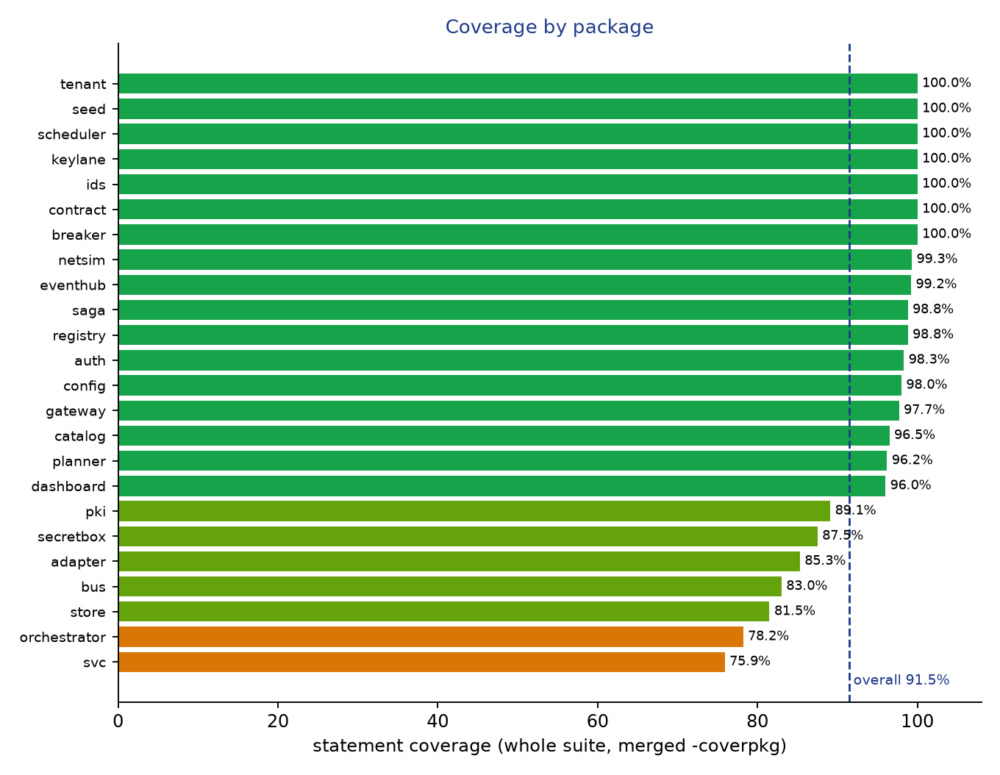 Coverage by package
tenant 100.0%
seed 100.0%
scheduler 100.0%
keylane 100.0%
ids 100.0%
contract 100.0%
breaker 100.0%
netsim 99.3%
eventhub 99.2%
saga 98.8%
registry 98.8%
auth 98.3%
config 98.0%
gateway 97.7%
catalog 96.5%
planner 96.2%
dashboard 96.0%
pki 89.1%
secretbox 87.5%
adapter 85.3%
bus 83.0%
store 81.5%
orchestrator 78.2%
svc 75.9%
overall 91.5%
0 20 40 60 80 100
statement coverage (whole suite, merged -coverpkg)